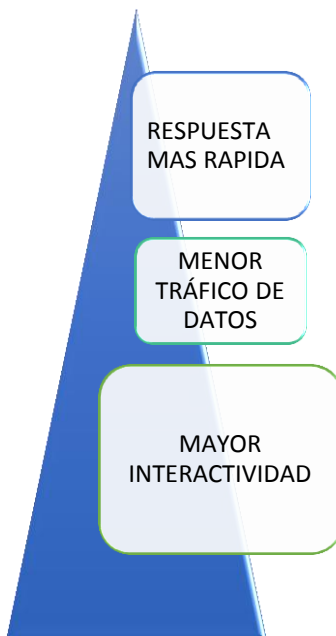 RESPUESTA
MAS RAPIDA
MENOR
TRÁFICO DE
DATOS
MAYOR
INTERACTIVIDAD